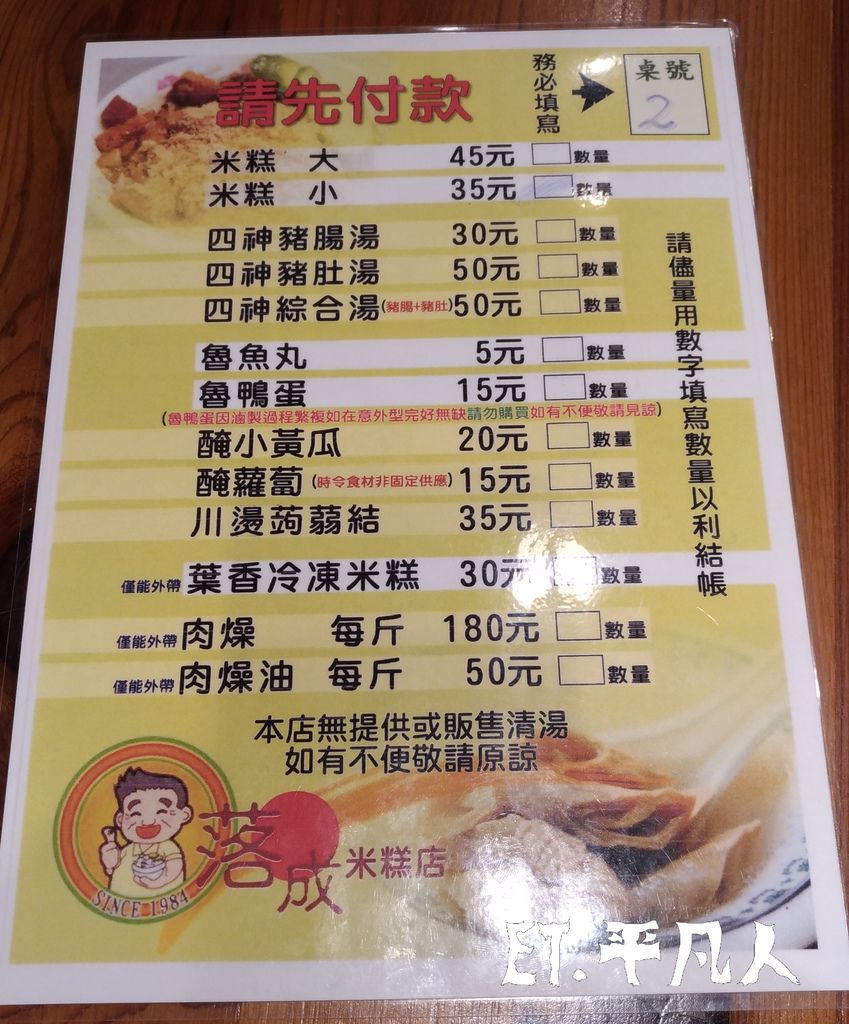 請先付款
務必填寫
桌號
2
米糕 大 45元 數量
米糕 小 35元 數量
四神豬腸湯 30元 數量
四神豬肚湯 50元 數量
四神綜合湯(豬腸+豬肚)50元 數量
魯魚丸 5元 數量
魯鴨蛋 15元 數量
(魯鴨蛋因滷製過程繁複如在意外型完好無缺請勿購買如有不便敬請見諒)
醃小黃瓜 20元 數量
醃蘿蔔(時令食材非固定供應)15元 數量
川燙蒟蒻結 35元 數量
僅能外帶 葉香冷凍米糕 30元 數量
僅能外帶 肉燥 每斤 180元 數量
僅能外帶 肉燥油 每斤 50元 數量
請儘量用數字填寫數量以利結帳
本店無提供或販售清湯
如有不便敬請原諒
落成米糕店
SINCE 1984
ET.平凡人